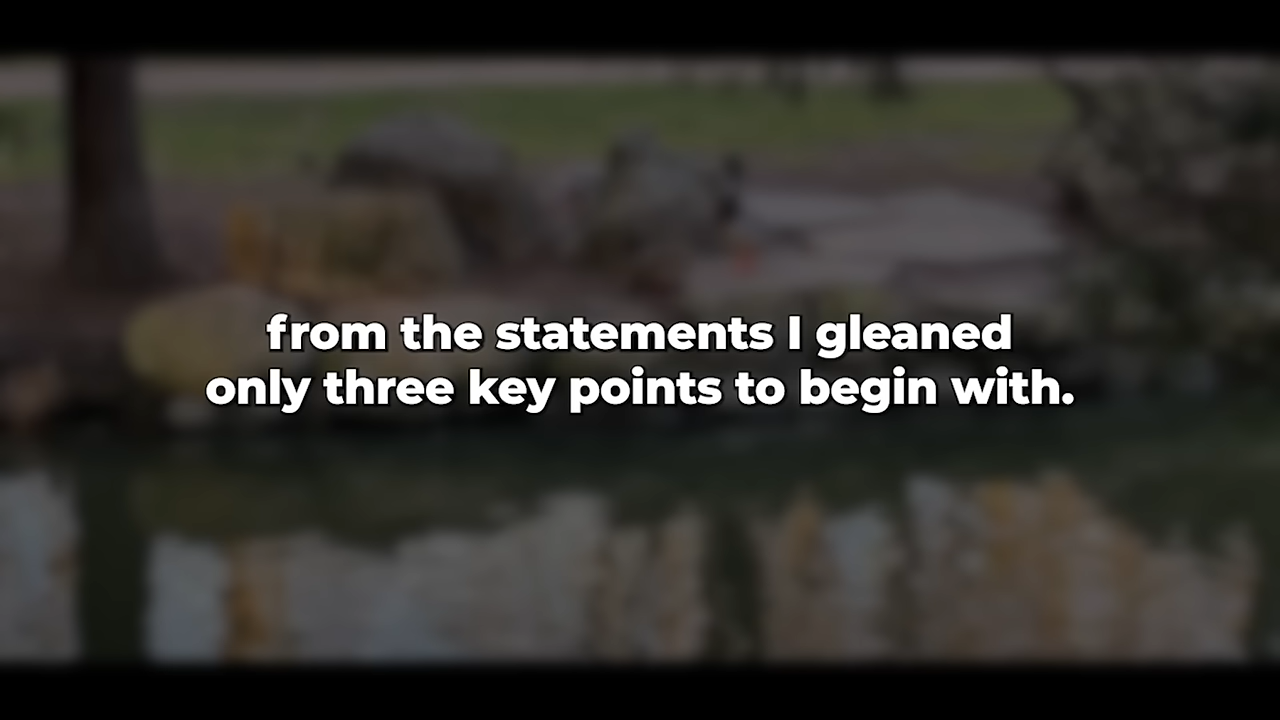 from the statements I gleaned
only three key points to begin with.